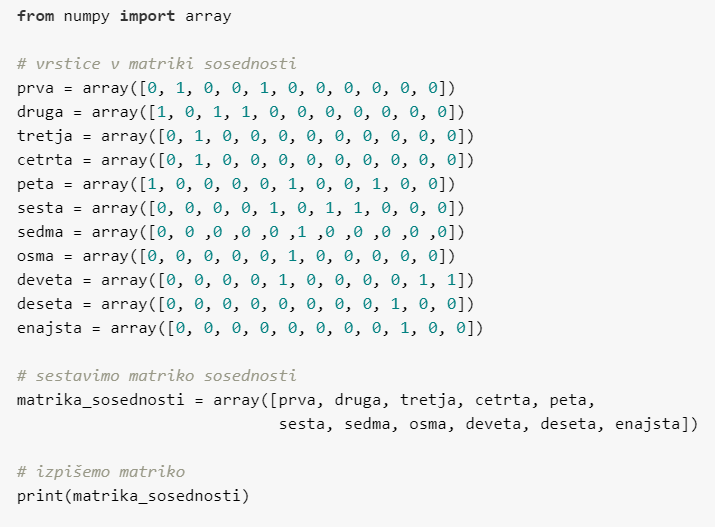 from numpy import array
# vrstice v matriki sosednosti
prva = array([0, 1, 0, 0, 1, 0, 0, 0, 0, 0, 0])
druga = array([1, 0, 1, 1, 0, 0, 0, 0, 0, 0, 0])
tretja = array([0, 1, 0, 0, 0, 0, 0, 0, 0, 0, 0])
cetrta = array([0, 1, 0, 0, 0, 0, 0, 0, 0, 0, 0])
peta = array([1, 0, 0, 0, 0, 1, 0, 0, 1, 0, 0])
sesta = array([0, 0, 0, 0, 1, 0, 1, 1, 0, 0, 0])
sedma = array([0, 0 ,0 ,0 ,0 ,1 ,0 ,0 ,0 ,0 ,0])
osma = array([0, 0, 0, 0, 0, 1, 0, 0, 0, 0, 0])
deveta = array([0, 0, 0, 0, 1, 0, 0, 0, 0, 1, 1])
deseta = array([0, 0, 0, 0, 0, 0, 0, 0, 1, 0, 0])
enajsta = array([0, 0, 0, 0, 0, 0, 0, 0, 1, 0, 0])
# sestavimo matriko sosednosti
matrika_sosednosti = array([prva, druga, tretja, cetrta, peta,
sesta, sedma, osma, deveta, deseta, enajsta])
# izpišemo matriko
print(matrika_sosednosti)